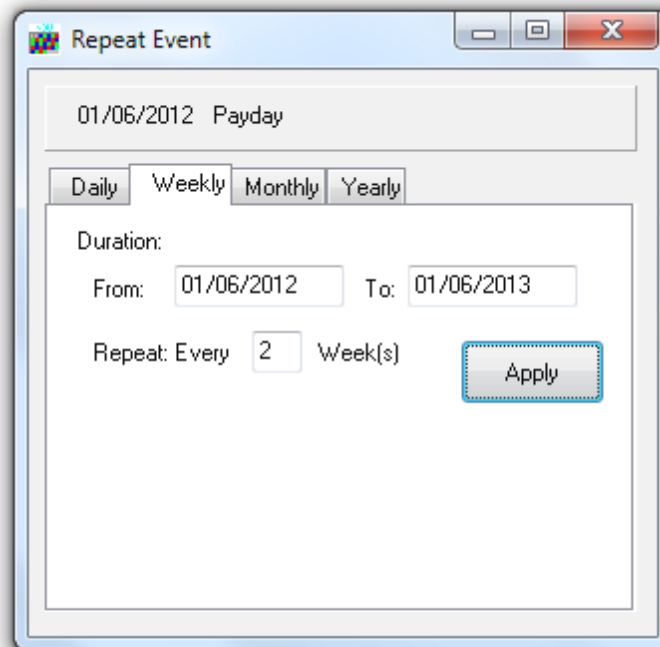 Repeat Event
01/06/2012 Payday
Daily Weekly Monthly Yearly
Duration:
From: 01/06/2012 To: 01/06/2013
Repeat: Every 2 Week(s)
Apply